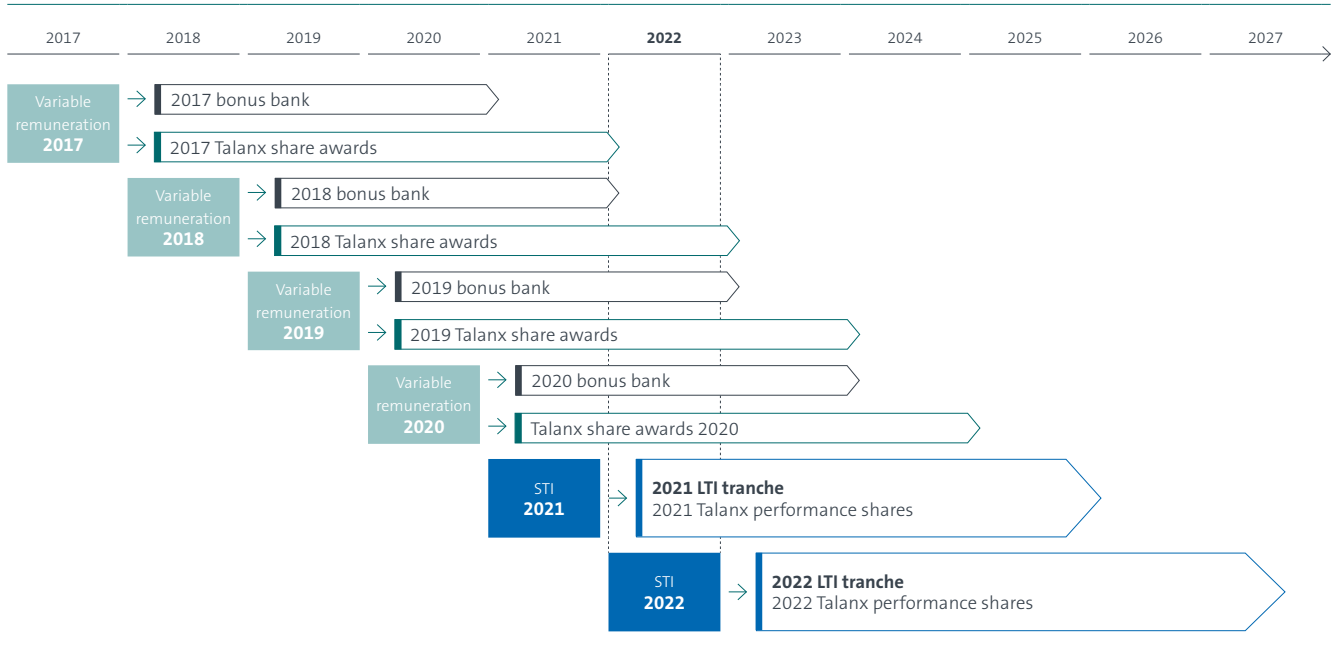 2017 2018 2019 2020 2021 2022 2023 2024 2025 2026 2027
Variable
remuneration
2017
2017 bonus bank
2017 Talanx share awards
Variable
remuneration
2018
2018 bonus bank
2018 Talanx share awards
Variable
remuneration
2019
2019 bonus bank
2019 Talanx share awards
Variable
remuneration
2020
2020 bonus bank
Talanx share awards 2020
STI
2021
2021 LTI tranche
2021 Talanx performance shares
STI
2022
2022 LTI tranche
2022 Talanx performance shares